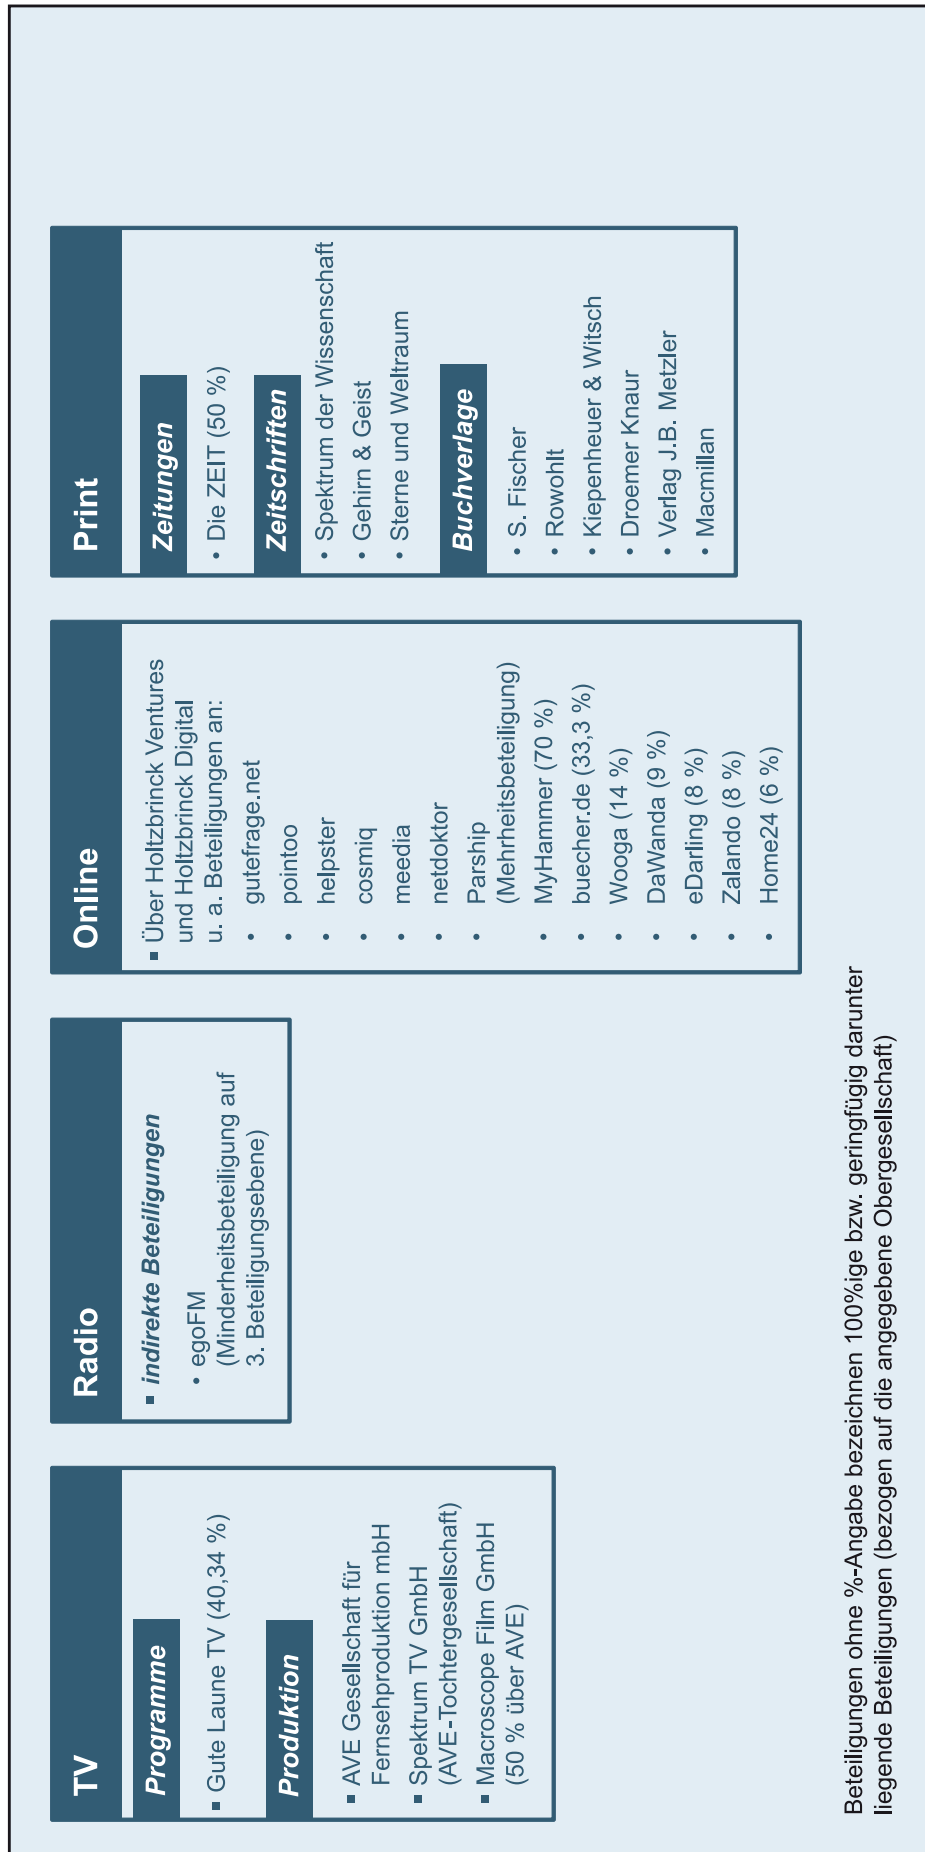 TV
Programme
▪ Gute Laune TV (40,34 %)
Produktion
▪ AVE Gesellschaft für
Fernsehproduktion mbH
▪ Spektrum TV GmbH
(AVE-Tochtergesellschaft)
▪ Macroscope Film GmbH
(50 % über AVE)
Radio
▪ indirekte Beteiligungen
• egoFM
(Minderheitsbeteiligung auf
3. Beteiligungsebene)
Online
▪ Über Holtzbrinck Ventures
und Holtzbrinck Digital
u. a. Beteiligungen an:
• gutefrage.net
• pointoo
• helpster
• cosmiq
• meedia
• netdoktor
• Parship
(Mehrheitsbeteiligung)
• MyHammer (70 %)
• buecher.de (33,3 %)
• Wooga (14 %)
• DaWanda (9 %)
• eDarling (8 %)
• Zalando (8 %)
• Home24 (6 %)
Print
Zeitungen
• Die ZEIT (50 %)
Zeitschriften
• Spektrum der Wissenschaft
• Gehirn & Geist
• Sterne und Weltraum
Buchverlage
• S. Fischer
• Rowohlt
• Kiepenheuer & Witsch
• Droemer Knaur
• Verlag J.B. Metzler
• Macmillan
Beteiligungen ohne %-Angabe bezeichnen 100%ige bzw. geringfügig darunter
liegende Beteiligungen (bezogen auf die angegebene Obergesellschaft)